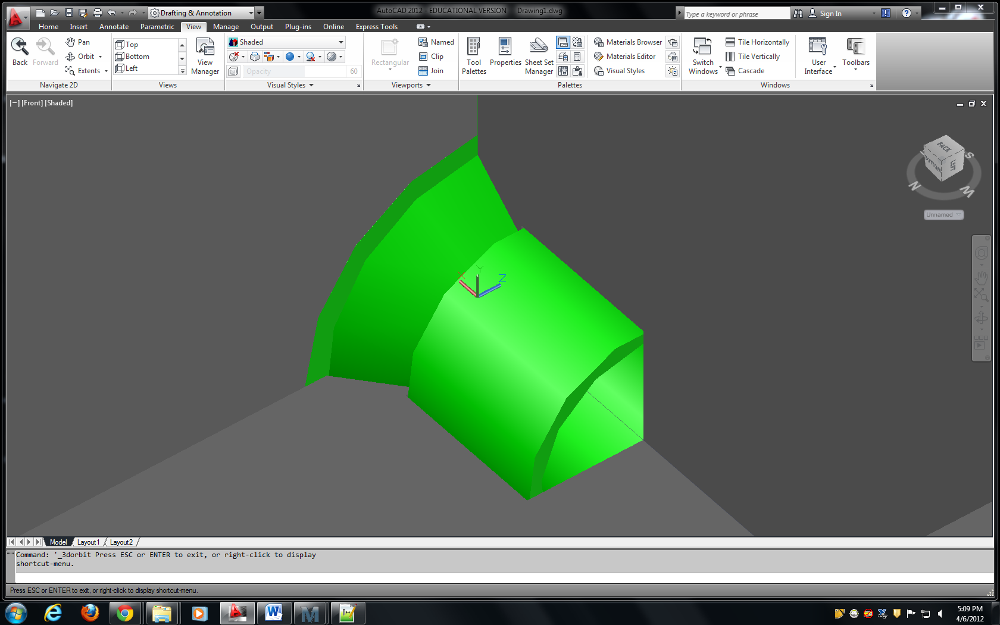 Drafting & Annotation
AutoCAD 2012 - EDUCATIONAL VERSION Drawing1.dwg
Type a keyword or phrase
Sign In
Home Insert Annotate Parametric View Manage Output Plug-ins Online Express Tools
Back
Forward
Pan
Orbit
Extents
Navigate 2D
Top
Bottom
Left
View
Manager
Views
Shaded
Opacity 60
Visual Styles
Rectangular
Named
Clip
Join
Viewports
Tool
Palettes
Properties
Sheet Set
Manager
Materials Browser
Materials Editor
Visual Styles
Palettes
Switch
Windows
Tile Horizontally
Tile Vertically
Cascade
User
Interface
Toolbars
Windows
[−] [Front] [Shaded]
BACK
BOTTOM
S
N
Unnamed
X
Y
Z
Model Layout1 Layout2
Command: '_3dorbit Press ESC or ENTER to exit, or right-click to display
shortcut-menu.
Press ESC or ENTER to exit, or right-click to display shortcut-menu.
5:09 PM
4/6/2012